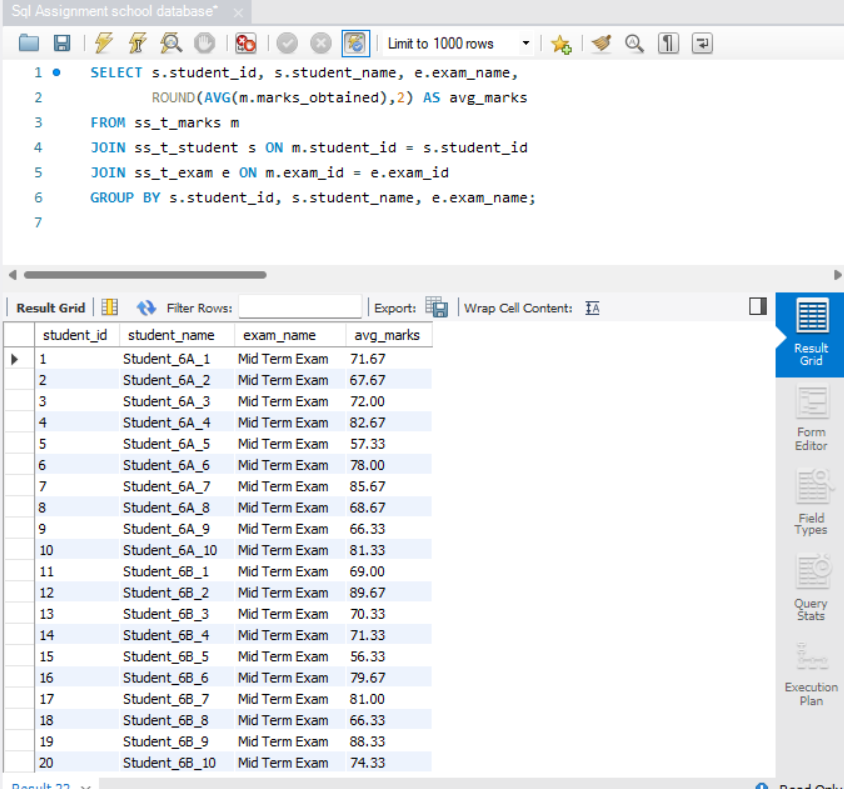 Sql Assignment school database* ×
Limit to 1000 rows
1 SELECT s.student_id, s.student_name, e.exam_name,
2 ROUND(AVG(m.marks_obtained),2) AS avg_marks
3 FROM ss_t_marks m
4 JOIN ss_t_student s ON m.student_id = s.student_id
5 JOIN ss_t_exam e ON m.exam_id = e.exam_id
6 GROUP BY s.student_id, s.student_name, e.exam_name;
7
Result Grid Filter Rows: Export: Wrap Cell Content:
student_id student_name exam_name avg_marks
1 Student_6A_1 Mid Term Exam 71.67
2 Student_6A_2 Mid Term Exam 67.67
3 Student_6A_3 Mid Term Exam 72.00
4 Student_6A_4 Mid Term Exam 82.67
5 Student_6A_5 Mid Term Exam 57.33
6 Student_6A_6 Mid Term Exam 78.00
7 Student_6A_7 Mid Term Exam 85.67
8 Student_6A_8 Mid Term Exam 68.67
9 Student_6A_9 Mid Term Exam 66.33
10 Student_6A_10 Mid Term Exam 81.33
11 Student_6B_1 Mid Term Exam 69.00
12 Student_6B_2 Mid Term Exam 89.67
13 Student_6B_3 Mid Term Exam 70.33
14 Student_6B_4 Mid Term Exam 71.33
15 Student_6B_5 Mid Term Exam 56.33
16 Student_6B_6 Mid Term Exam 79.67
17 Student_6B_7 Mid Term Exam 81.00
18 Student_6B_8 Mid Term Exam 66.33
19 Student_6B_9 Mid Term Exam 88.33
20 Student_6B_10 Mid Term Exam 74.33
Result
Grid
Form
Editor
Field
Types
Query
Stats
Execution
Plan
Result 22 Read Only